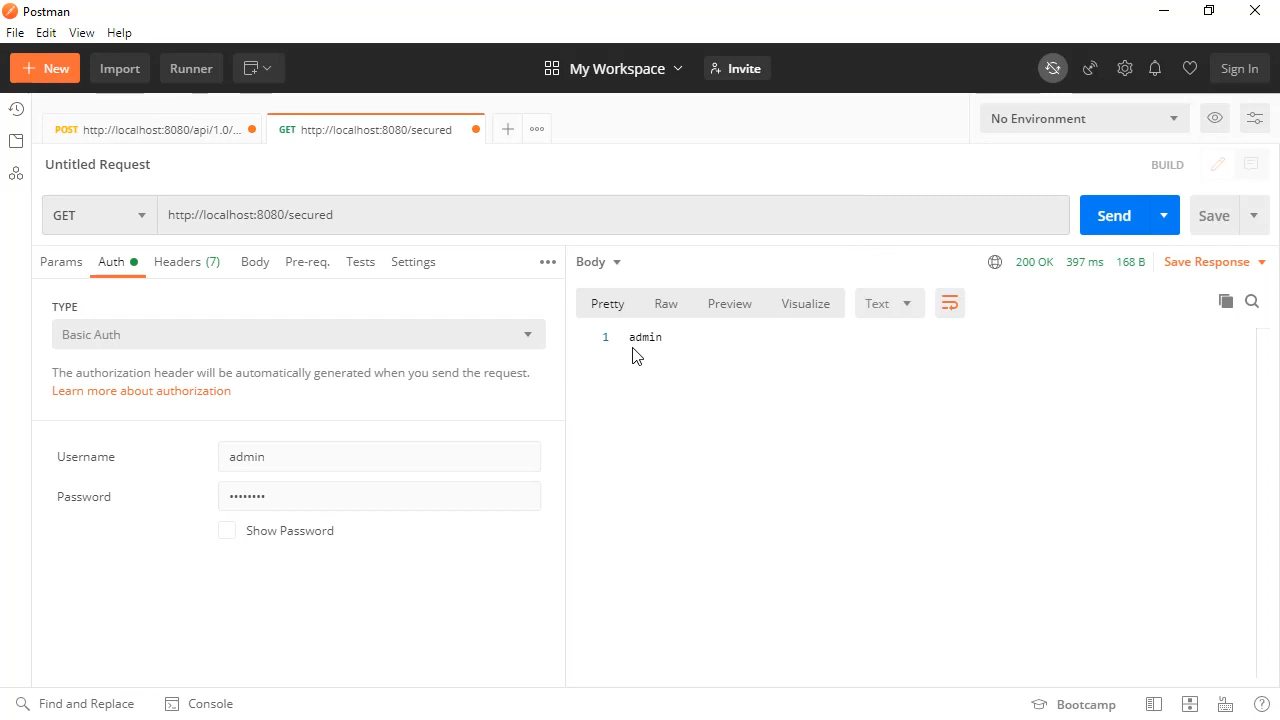 Postman
File Edit View Help
New Import Runner My Workspace Invite Sign In
POST http://localhost:8080/api/1.0/... GET http://localhost:8080/secured No Environment
Untitled Request BUILD
GET http://localhost:8080/secured Send Save
Params Auth Headers (7) Body Pre-req. Tests Settings Body 200 OK 397 ms 168 B Save Response
Pretty Raw Preview Visualize Text
TYPE
Basic Auth
1 admin
The authorization header will be automatically generated when you send the request.
Learn more about authorization
Username admin
Password ••••••••
Show Password
Find and Replace Console Bootcamp